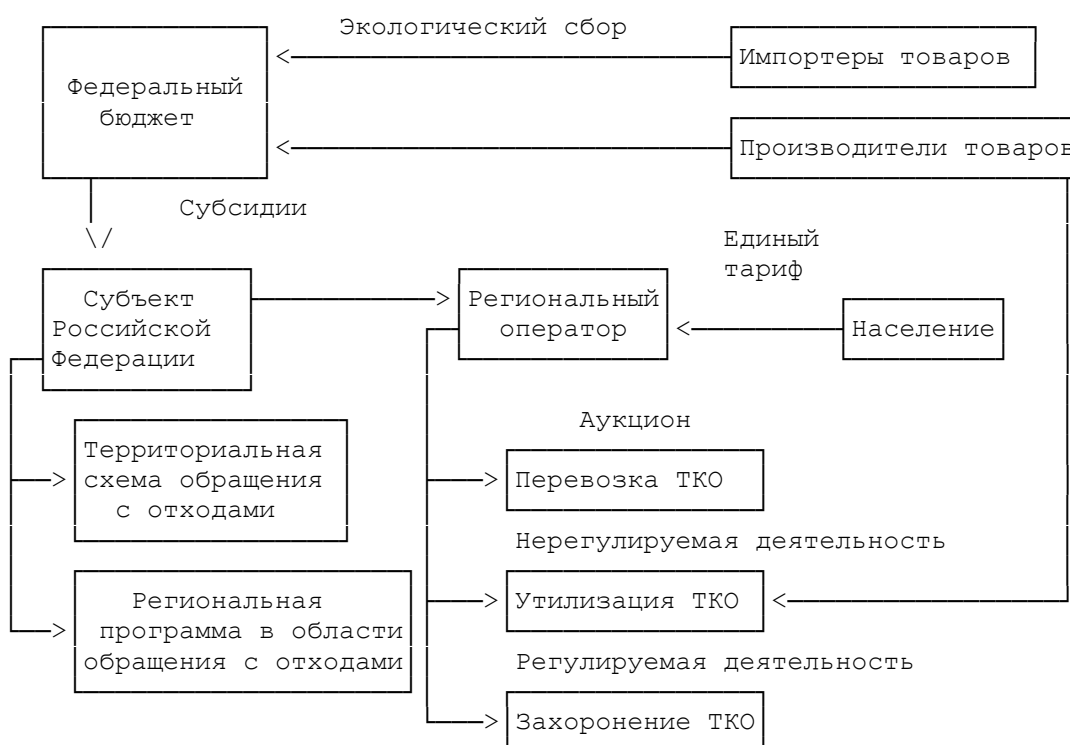 Экологический сбор
Импортеры товаров
Федеральный
бюджет
Производители товаров
Субсидии
Единый
тариф
Субъект
Российской
Федерации
Региональный
оператор
Население
Аукцион
Территориальная
схема обращения
с отходами
Перевозка ТКО
Нерегулируемая деятельность
Региональная
программа в области
обращения с отходами
Утилизация ТКО
Регулируемая деятельность
Захоронение ТКО